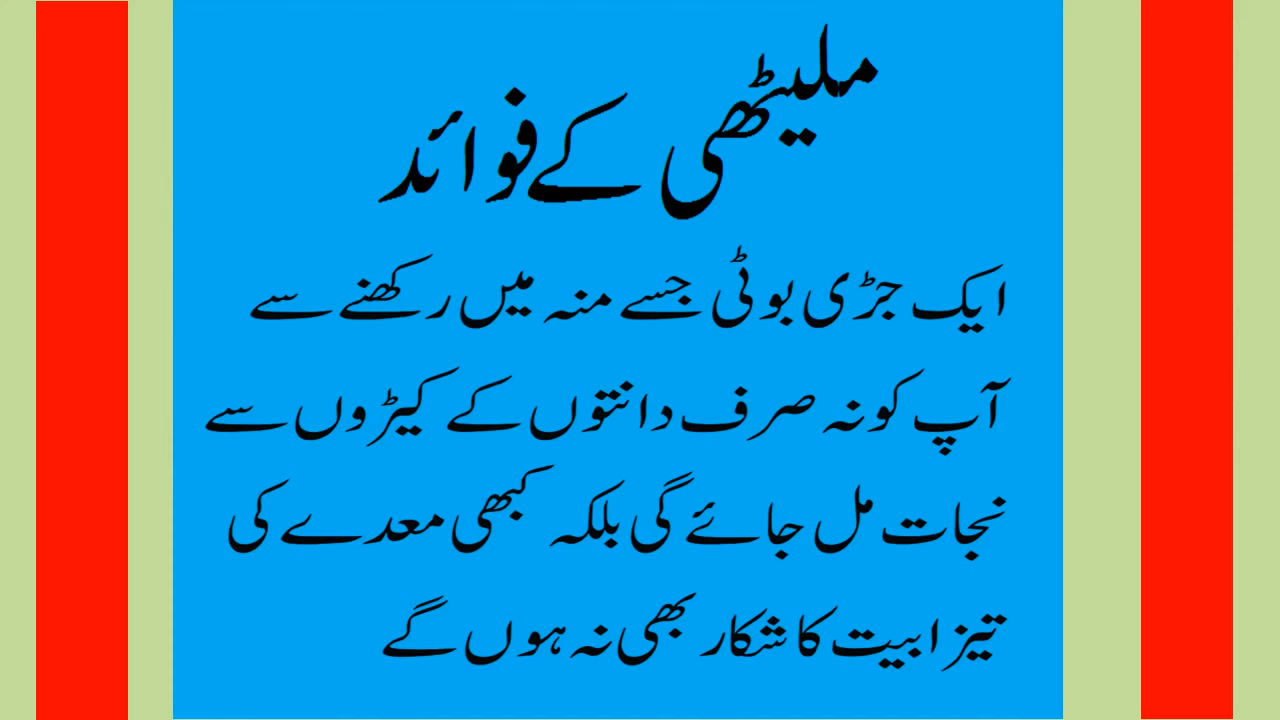 ملیٹھی کے فوائد
ایک جڑی بوٹی جسے منہ میں رکھنے سے
آپ کو نہ صرف دانتوں کے کیڑوں سے
نجات مل جائے گی بلکہ کبھی معدے کی
تیزابیت کا شکار بھی نہ ہوں گے